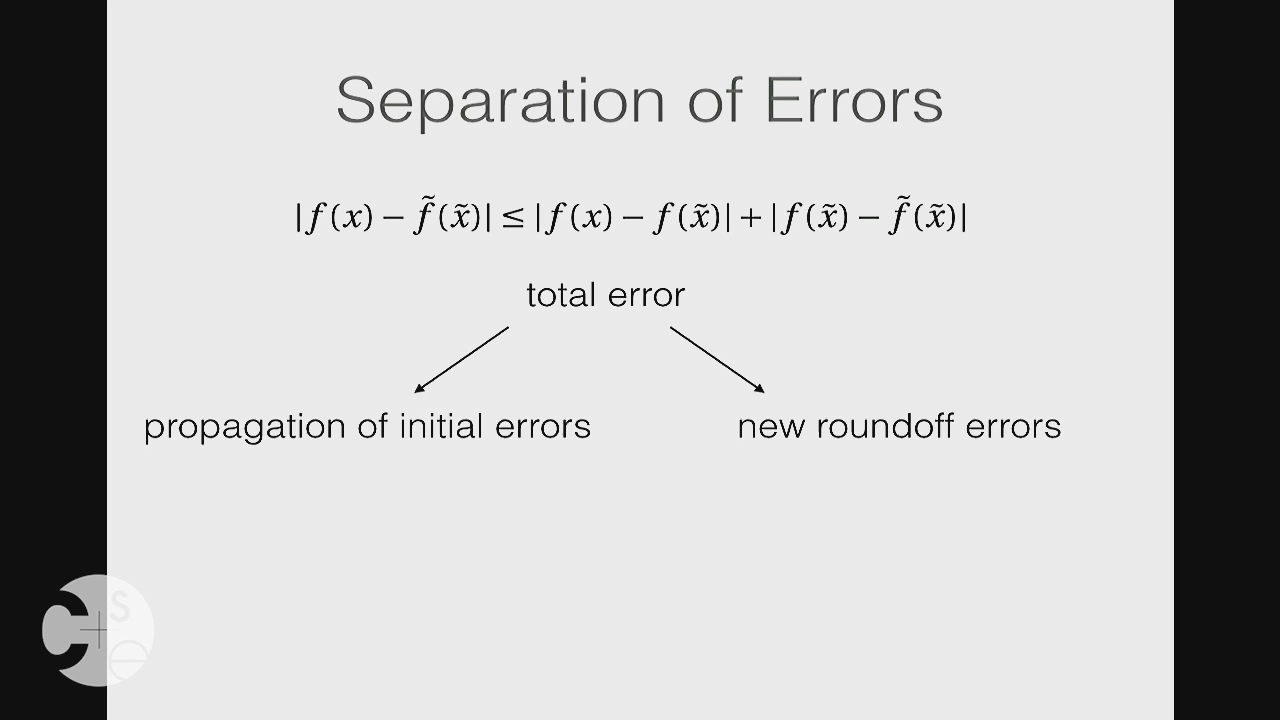 Separation of Errors
|f(x) − f̃(x̃)| ≤ |f(x) − f(x̃)| + |f(x̃) − f̃(x̃)|
total error
propagation of initial errors
new roundoff errors
C+
s
e